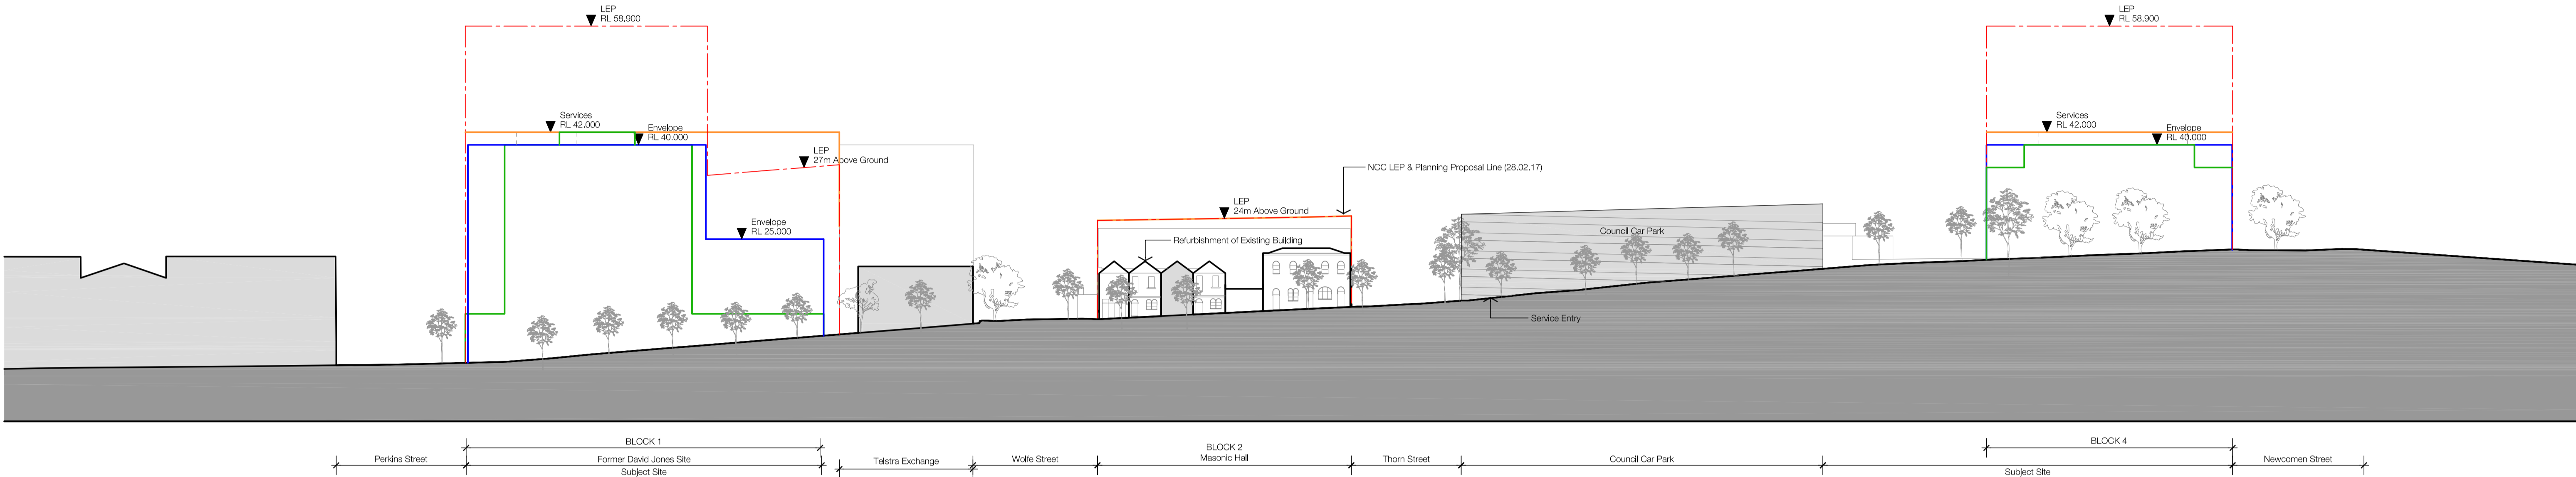 LEP
RL 58.900
LEP
RL 58.900
Services
RL 42.000
Envelope
RL 40.000
LEP
27m Above Ground
Services
RL 42.000
Envelope
RL 40.000
NCC LEP & Planning Proposal Line (28.02.17)
LEP
24m Above Ground
Envelope
RL 25.000
Refurbishment of Existing Building
Council Car Park
Service Entry
BLOCK 1
BLOCK 2
BLOCK 4
Perkins Street
Former David Jones Site
Subject Site
Telstra Exchange
Wolfe Street
Masonic Hall
Thorn Street
Council Car Park
Subject Site
Newcomen Street